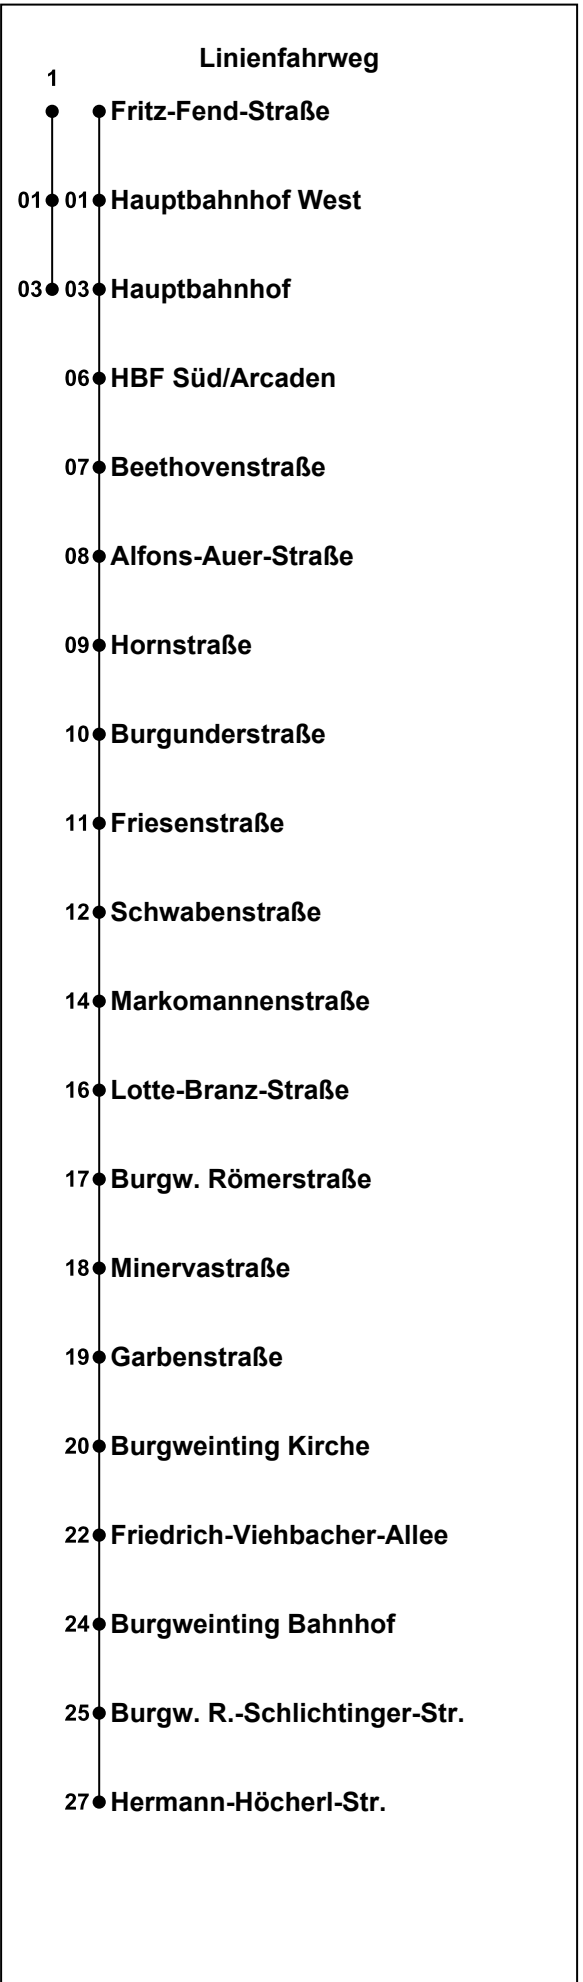 Linienfahrweg
1
Fritz-Fend-Straße
01 01 Hauptbahnhof West
03 03 Hauptbahnhof
06 HBF Süd/Arcaden
07 Beethovenstraße
08 Alfons-Auer-Straße
09 Hornstraße
10 Burgunderstraße
11 Friesenstraße
12 Schwabenstraße
14 Markomannenstraße
16 Lotte-Branz-Straße
17 Burgw. Römerstraße
18 Minervastraße
19 Garbenstraße
20 Burgweinting Kirche
22 Friedrich-Viehbacher-Allee
24 Burgweinting Bahnhof
25 Burgw. R.-Schlichtinger-Str.
27 Hermann-Höcherl-Str.